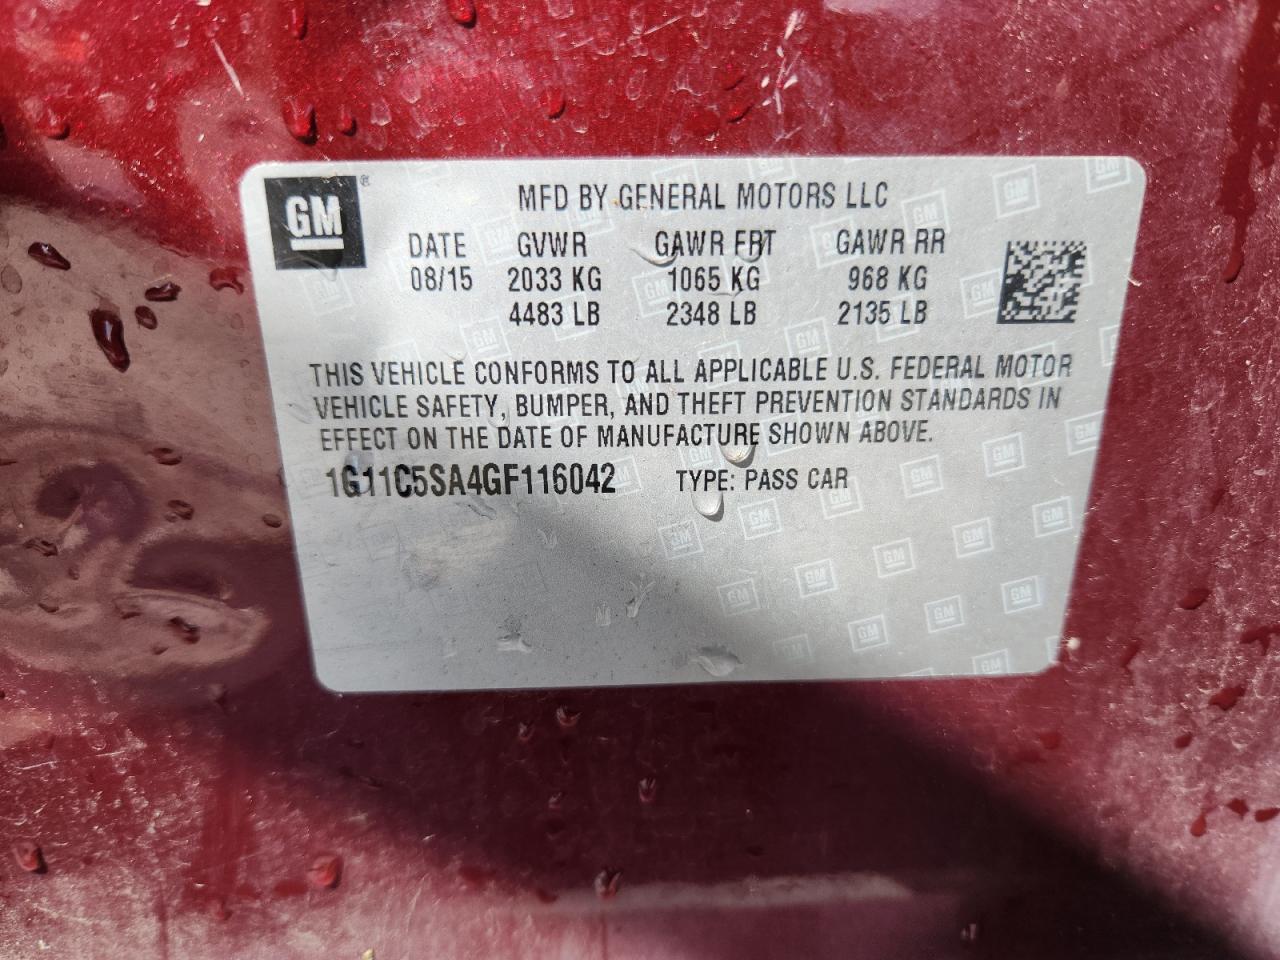 GM ®
MFD BY GENERAL MOTORS LLC
DATE GVWR GAWR FRT GAWR RR
08/15 2033 KG 1065 KG 968 KG
4483 LB 2348 LB 2135 LB
THIS VEHICLE CONFORMS TO ALL APPLICABLE U.S. FEDERAL MOTOR
VEHICLE SAFETY, BUMPER, AND THEFT PREVENTION STANDARDS IN
EFFECT ON THE DATE OF MANUFACTURE SHOWN ABOVE.
1G11C5SA4GF116042 TYPE: PASS CAR